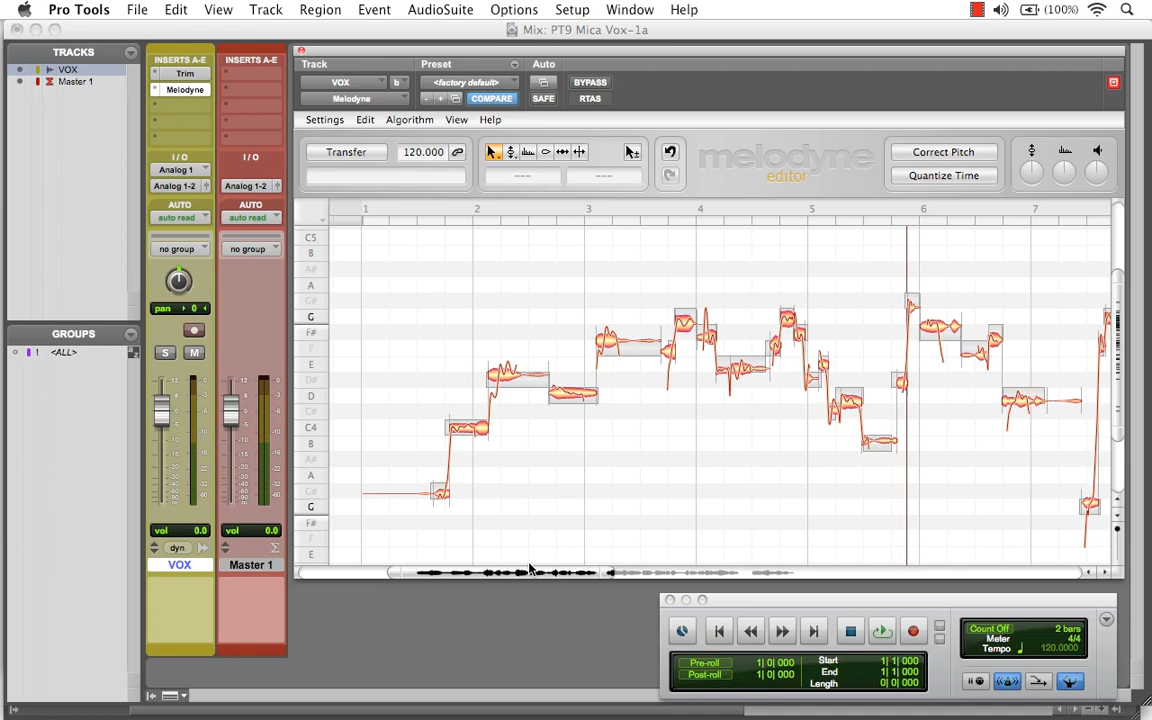 Pro Tools File Edit View Track Region Event AudioSuite Options Setup Window Help (100%)
Mix: PT9 Mica Vox-1a
TRACKS
VOX
Master 1
GROUPS
! <ALL>
INSERTS A-E
Trim
Melodyne
I / O
Analog 1
Analog 1-2
AUTO
auto read
no group
pan 0
S M
vol 0.0
dyn
VOX
INSERTS A-E
I / O
Analog 1-2
AUTO
auto read
no group
vol 0.0
Master 1
Track Preset Auto
VOX b <factory default> BYPASS
Melodyne - + COMPARE SAFE RTAS
Settings Edit Algorithm View Help
Transfer 120.000
--- ---
melodyne
editor
Correct Pitch
Quantize Time
1 2 3 4 5 6 7
C5
B
A#
A
G#
G
F#
F
E
D#
D
C#
C4
B
A#
A
G#
G
F#
F
E
Pre-roll 1| 0| 000
Post-roll 1| 0| 000
Start 1| 1| 000
End 1| 1| 000
Length 0| 0| 000
Count Off 2 bars
Meter 4/4
Tempo 120.0000